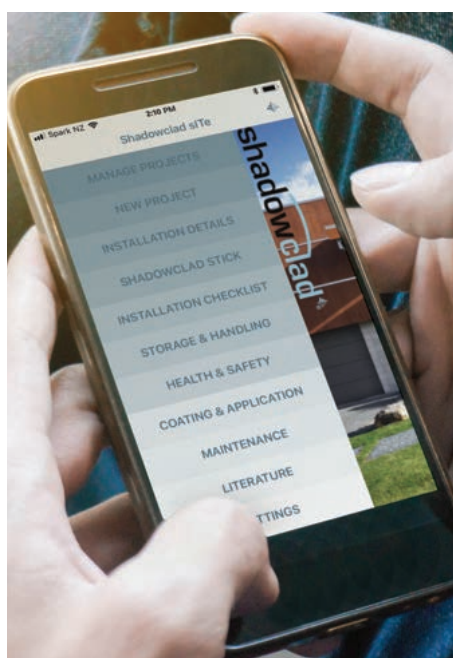 Spark NZ
2:10 PM
Shadowclad sITe
MANAGE PROJECTS
NEW PROJECT
INSTALLATION DETAILS
SHADOWCLAD STICK
INSTALLATION CHECKLIST
STORAGE & HANDLING
HEALTH & SAFETY
COATING & APPLICATION
MAINTENANCE
LITERATURE
TTINGS
shadowclad